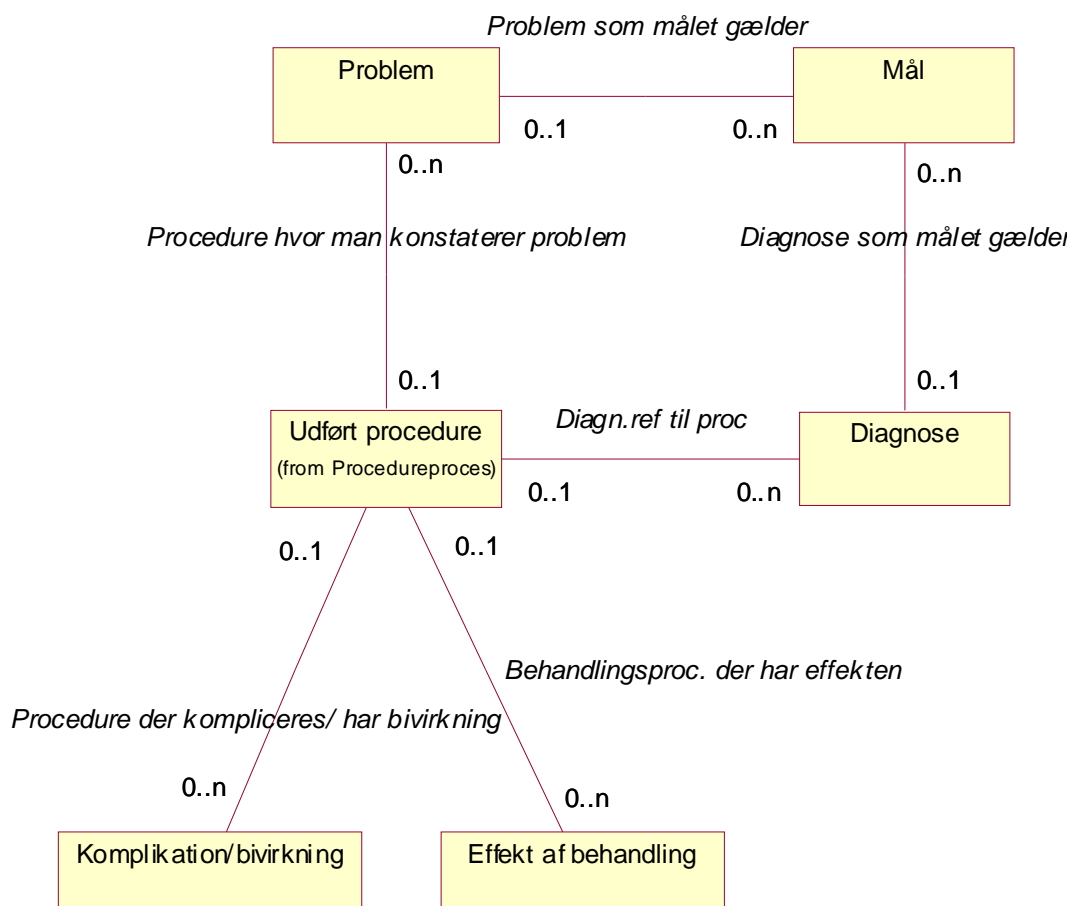 Problem som målet gælder
Problem
Mål
0..1
0..n
0..n
0..n
Procedure hvor man konstaterer problem
Diagnose som målet gælder
0..1
0..1
Udført procedure
(from Procedureproces)
Diagn.ref til proc
Diagnose
0..1
0..n
0..1
0..1
Behandlingsproc. der har effekten
Procedure der kompliceres/ har bivirkning
0..n
0..n
Komplikation/bivirkning
Effekt af behandling